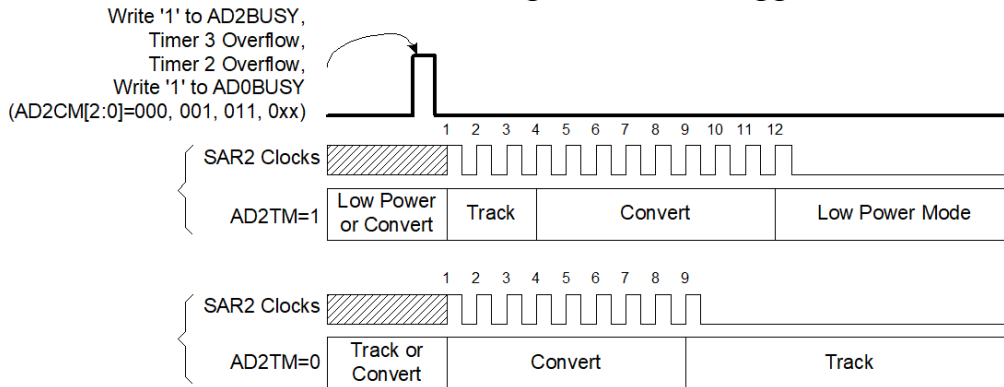 Write '1' to AD2BUSY,
Timer 3 Overflow,
Timer 2 Overflow,
Write '1' to AD0BUSY
(AD2CM[2:0]=000, 001, 011, 0xx)
1 2 3 4 5 6 7 8 9 10 11 12
SAR2 Clocks
AD2TM=1
Low Power
or Convert
Track
Convert
Low Power Mode
1 2 3 4 5 6 7 8 9
SAR2 Clocks
AD2TM=0
Track or
Convert
Convert
Track